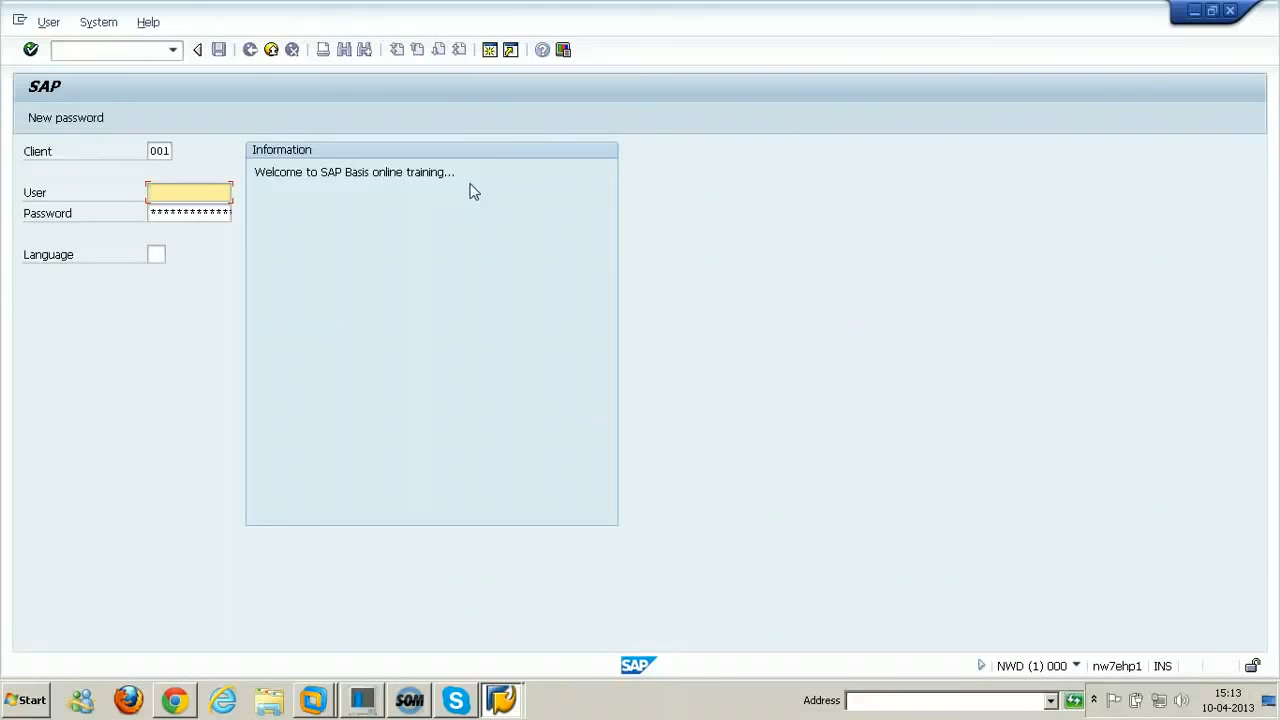 User System Help
SAP
New password
Client 001
Information
Welcome to SAP Basis online training...
User
Password ************
Language
SAP
NWD (1) 000 nw7ehp1 INS
Start
SOM
Address
15:13
10-04-2013